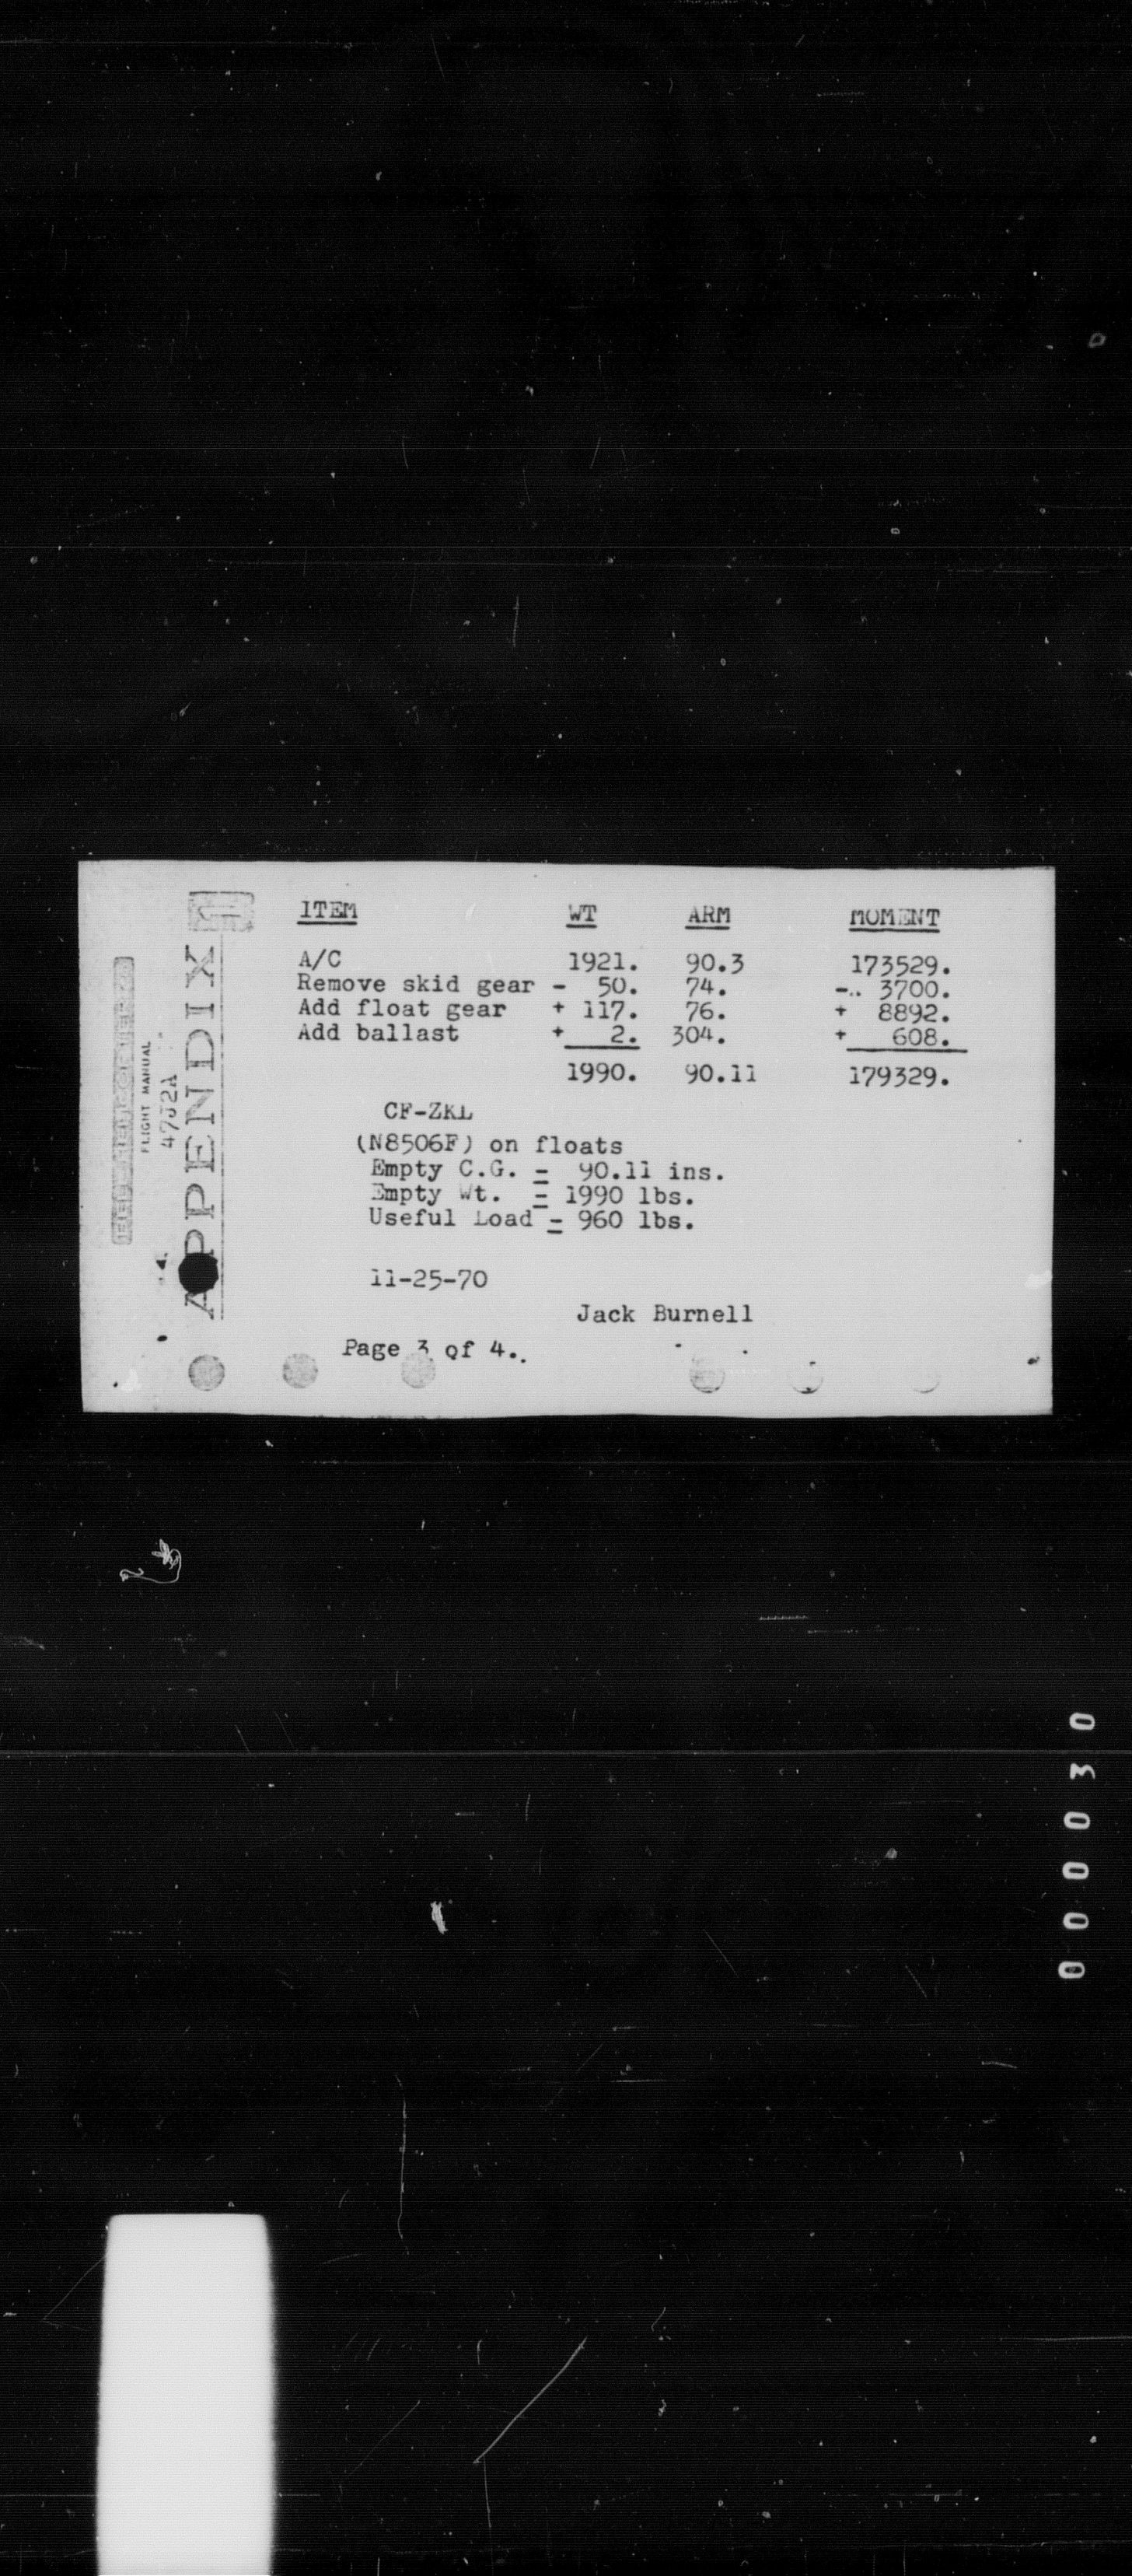 ITEM WT ARM MOMENT
A/C 1921. 90.3 173529.
Remove skid gear - 50. 74. -.. 3700.
Add float gear + 117. 76. + 8892.
Add ballast + 2. 304. + 608.
1990. 90.11 179329.
CF-ZKL
(N8506F) on floats
Empty C.G. = 90.11 ins.
Empty Wt. = 1990 lbs.
Useful Load = 960 lbs.
11-25-70
Jack Burnell
Page 3 of 4..
FLIGHT MANUAL
47J2A
APPENDIX
000030